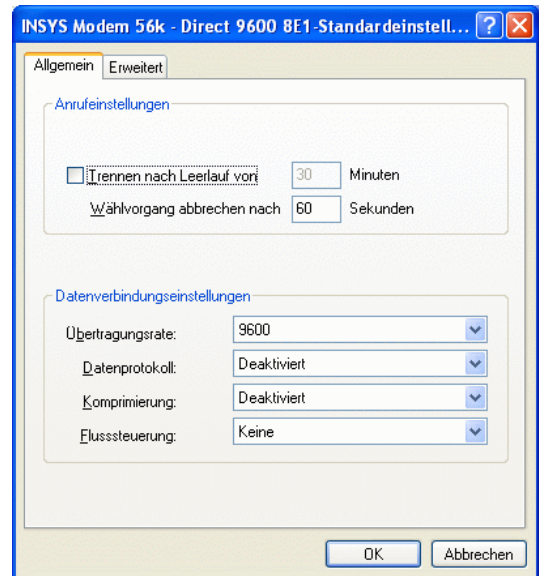 INSYS Modem 56k - Direct 9600 8E1-Standardeinstell...
Allgemein Erweitert
Anrufeinstellungen
Trennen nach Leerlauf von 30 Minuten
Wählvorgang abbrechen nach 60 Sekunden
Datenverbindungseinstellungen
Übertragungsrate: 9600
Datenprotokoll: Deaktiviert
Komprimierung: Deaktiviert
Flusssteuerung: Keine
OK Abbrechen